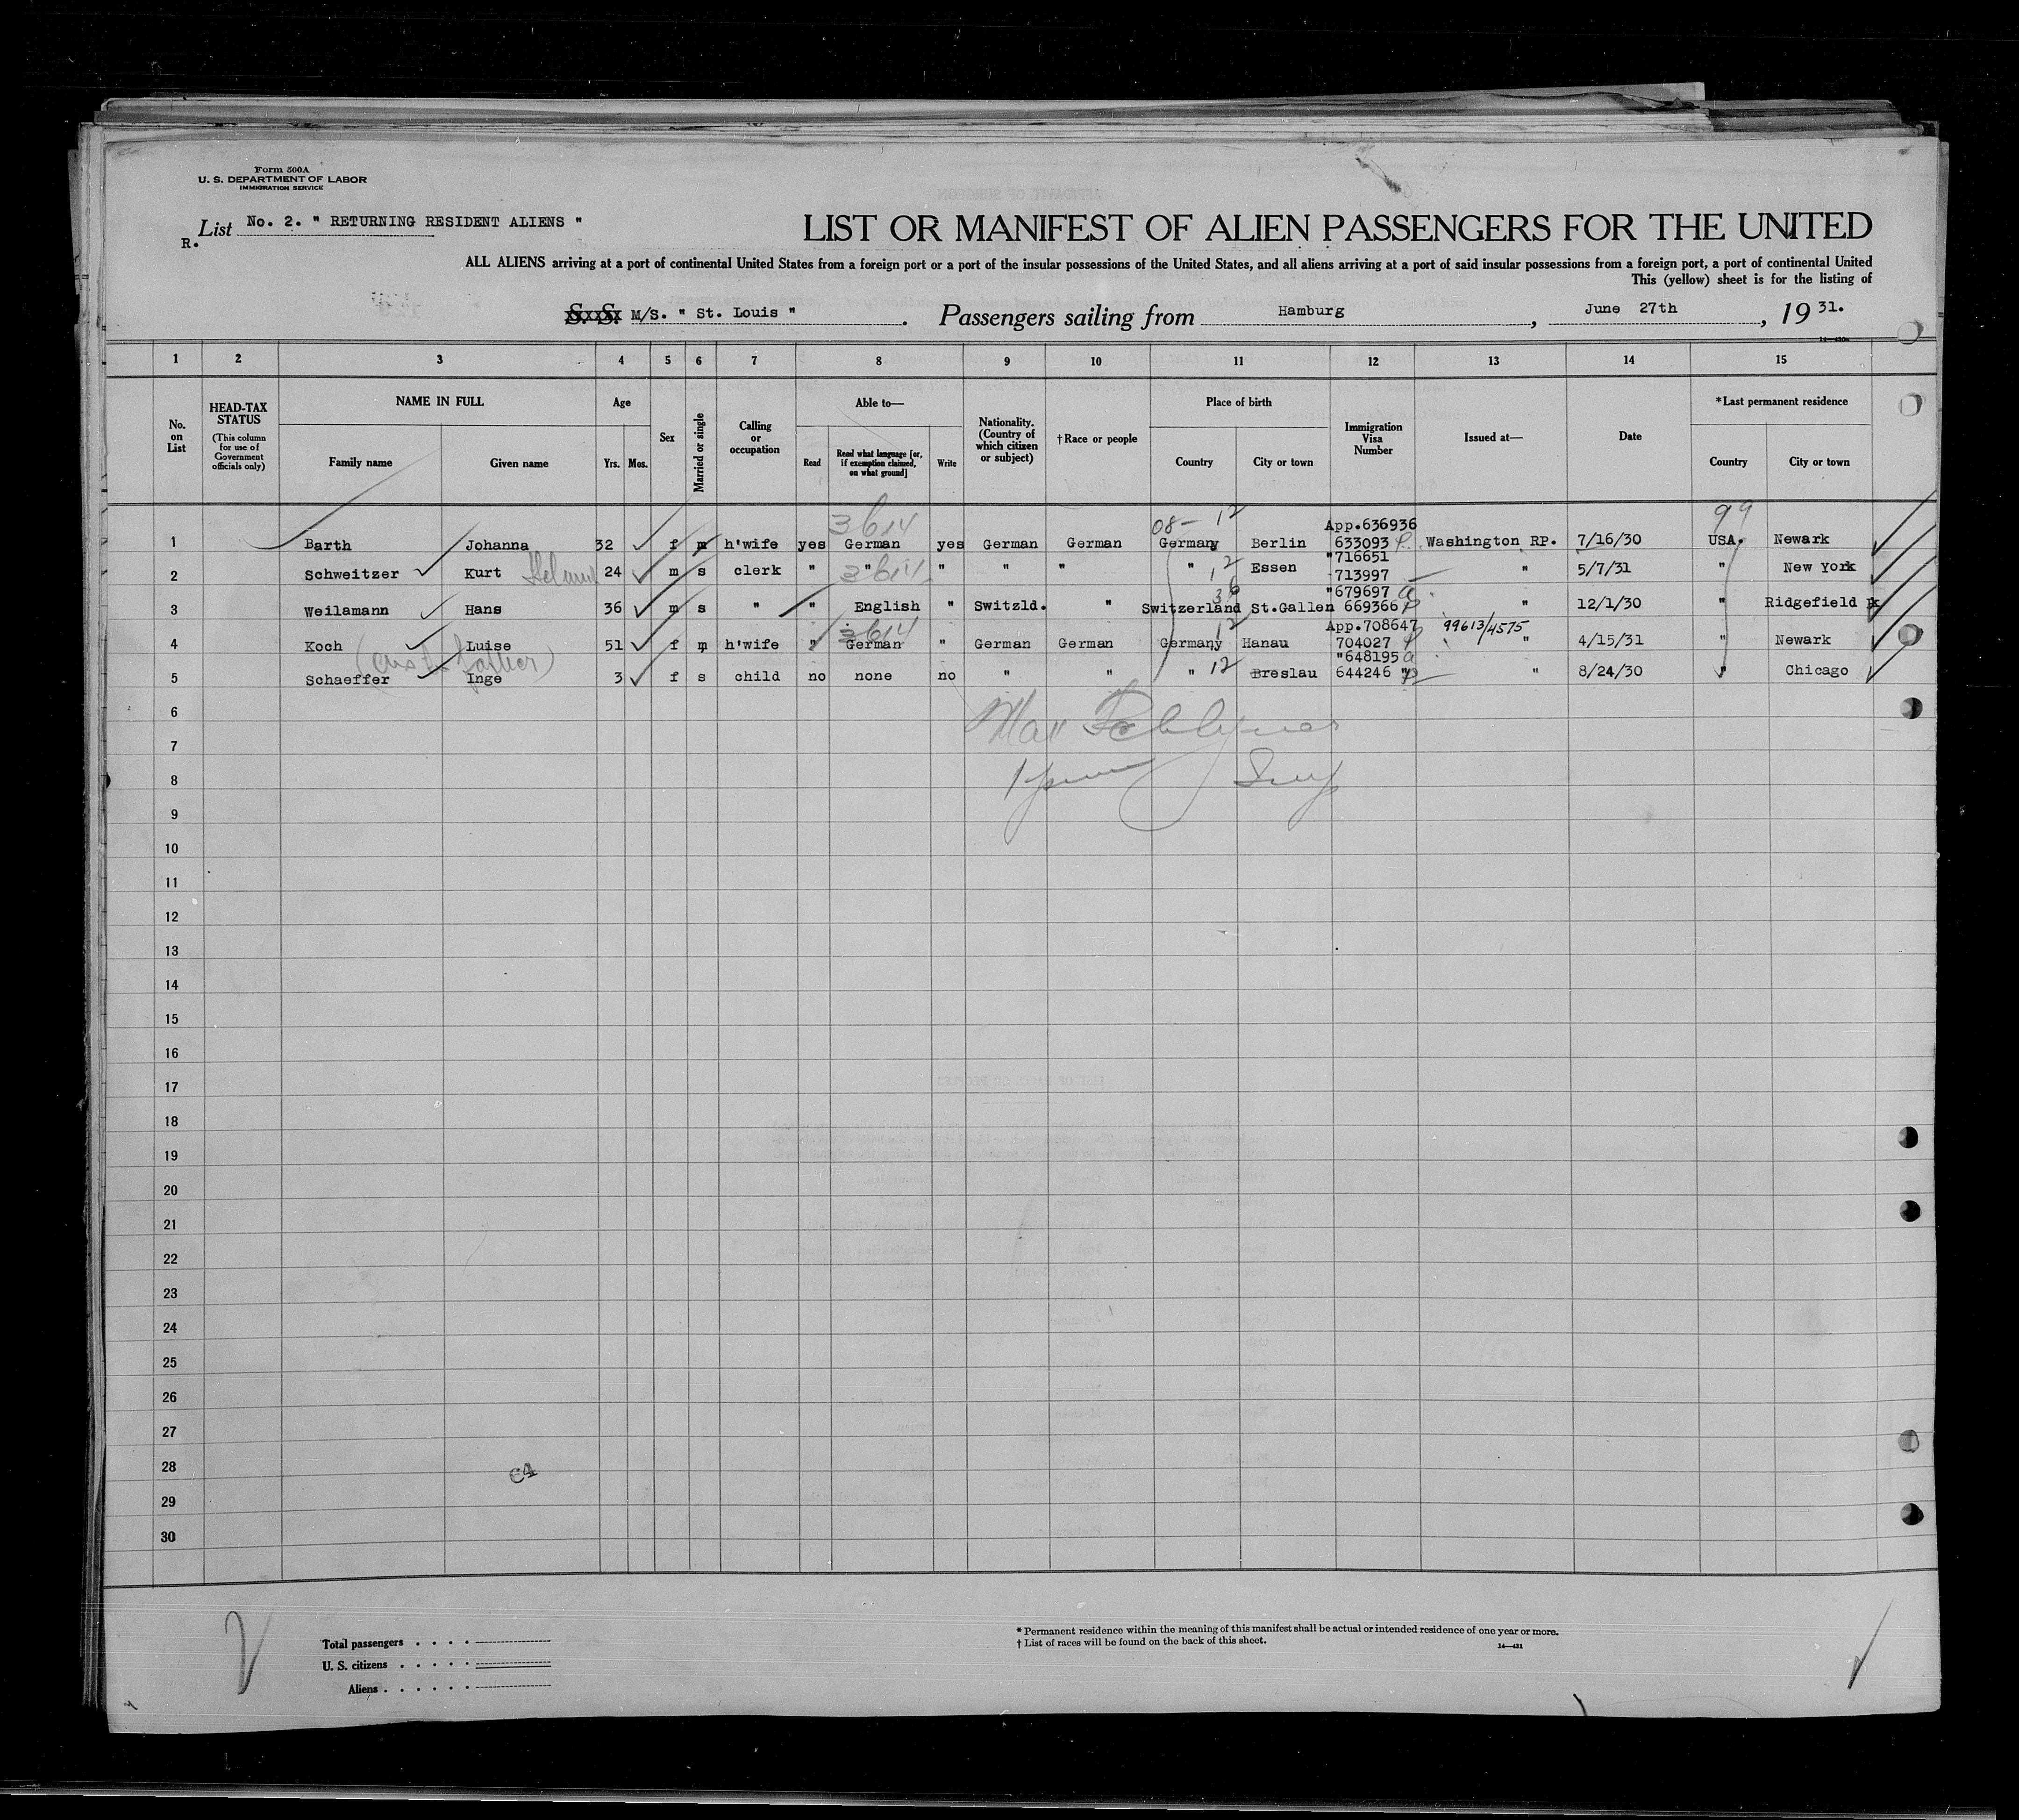 Form 500A
U. S. DEPARTMENT OF LABOR
IMMIGRATION SERVICE
R. List No. 2. " RETURNING RESIDENT ALIENS "
LIST OR MANIFEST OF ALIEN PASSENGERS FOR THE UNITED
ALL ALIENS arriving at a port of continental United States from a foreign port or a port of the insular possessions of the United States, and all aliens arriving at a port of said insular possessions from a foreign port, a port of continental United
This (yellow) sheet is for the listing of
S. S. M/S. " St. Louis " . Passengers sailing from Hamburg , June 27th , 19 31.
1 2 3 4 5 6 7 8 9 10 11 12 13 14 15
No. on List
HEAD-TAX STATUS
(This column for use of Government officials only)
NAME IN FULL
Family name Given name
Age
Yrs. Mos.
Sex
Married or single
Calling or occupation
Able to—
Read Read what language [or, if exemption claimed, on what ground] Write
Nationality. (Country of which citizen or subject)
†Race or people
Place of birth
Country City or town
Immigration Visa Number
Issued at—
Date
*Last permanent residence
Country City or town
3614 08- 12 App.636936 99
1 Barth Johanna 32 f m h'wife yes German yes German German Germany Berlin 633093 Washington RP. 7/16/30 USA. Newark
12 "716651
2 Schweitzer Kurt Helmut 24 m s clerk " " " " " " Essen 713997 " 5/7/31 " New York
36 "679697
3 Weilamann Hans 36 m s " " English " Switzld. " Switzerland St.Gallen 669366 " 12/1/30 " Ridgefield
3614 12 App.708647 99613/4575
4 Koch Luise 51 f m h'wife " German " German German Germany Hanau 704027 " 4/15/31 " Newark
"648195
5 Schaeffer Inge 3 f s child no none no " " " 12 Breslau 644246 " 8/24/30 " Chicago
6
7
8
9
10
11
12
13
14
15
16
17
18
19
20
21
22
23
24
25
26
27
28
29
30
Total passengers
U. S. citizens
Aliens
* Permanent residence within the meaning of this manifest shall be actual or intended residence of one year or more.
† List of races will be found on the back of this sheet.
14—431